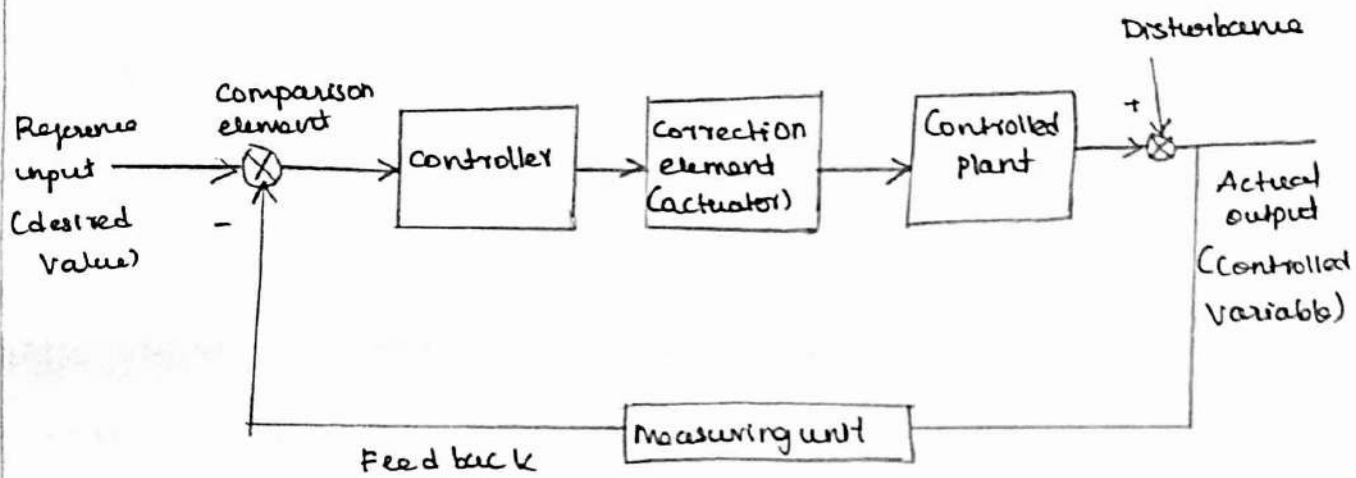 Disturbance
Comparison
element
Reference
input
(desired
value)
-
Controller
Correction
element
(actuator)
Controlled
plant
+
Actual
output
(Controlled
variable)
Measuring unit
Feed back